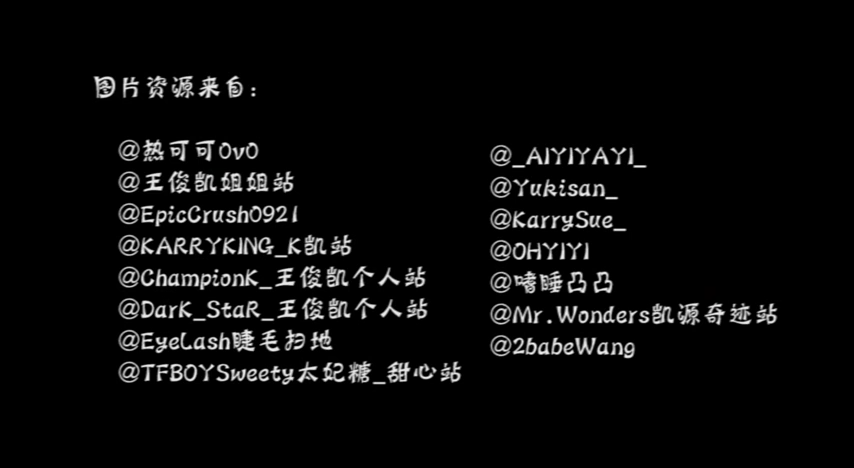 图片资源来自：
@热可可OvO
@王俊凯姐姐站
@EpicCrush0921
@KARRYKING_K凯站
@ChampionK_王俊凯个人站
@DarK_StaR_王俊凯个人站
@EyeLash睫毛扫地
@TFBOYSweety太妃糖_甜心站
@_AIYIYAYI_
@Yukisan_
@KarrySue_
@OHYIYI
@嗜睡凸凸
@Mr.Wonders凯源奇迹站
@2babeWang